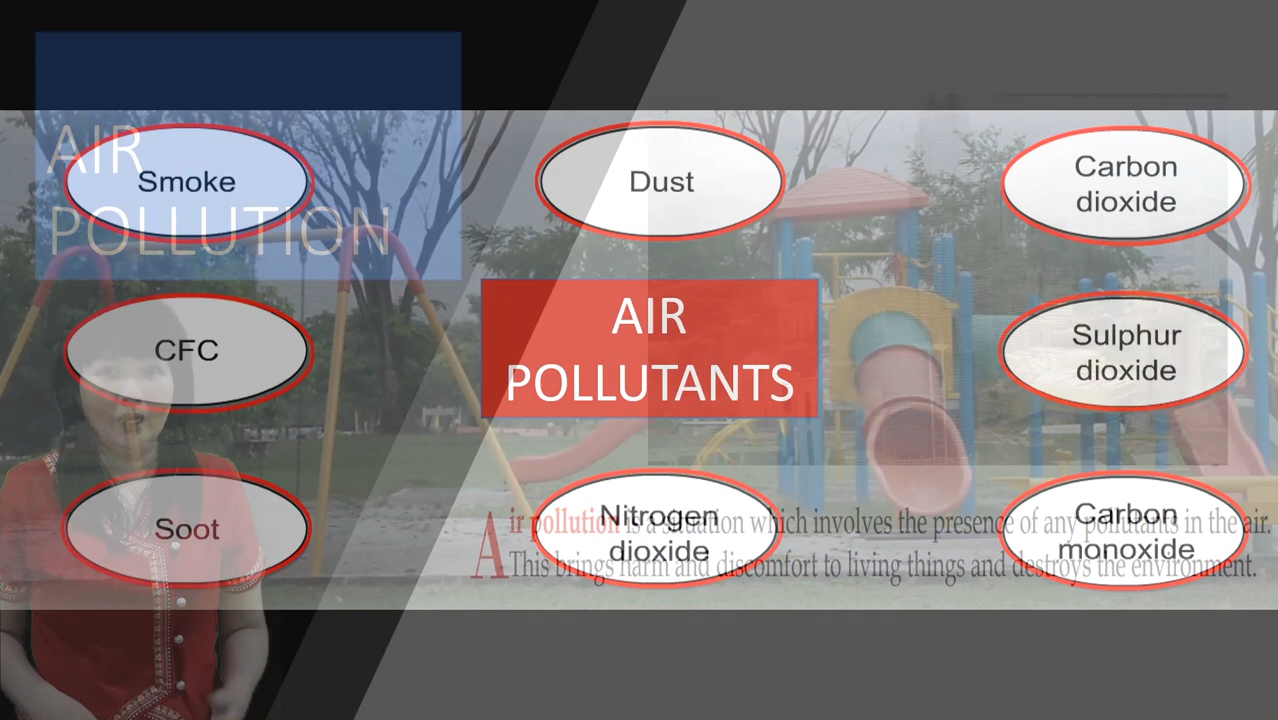 AIR
POLLUTION
Smoke
Dust
Carbon
dioxide
CFC
AIR
POLLUTANTS
Sulphur
dioxide
Soot
Nitrogen
dioxide
Carbon
monoxide
Air pollution is a situation which involves the presence of any pollutants in the air.
This brings harm and discomfort to living things and destroys the environment.